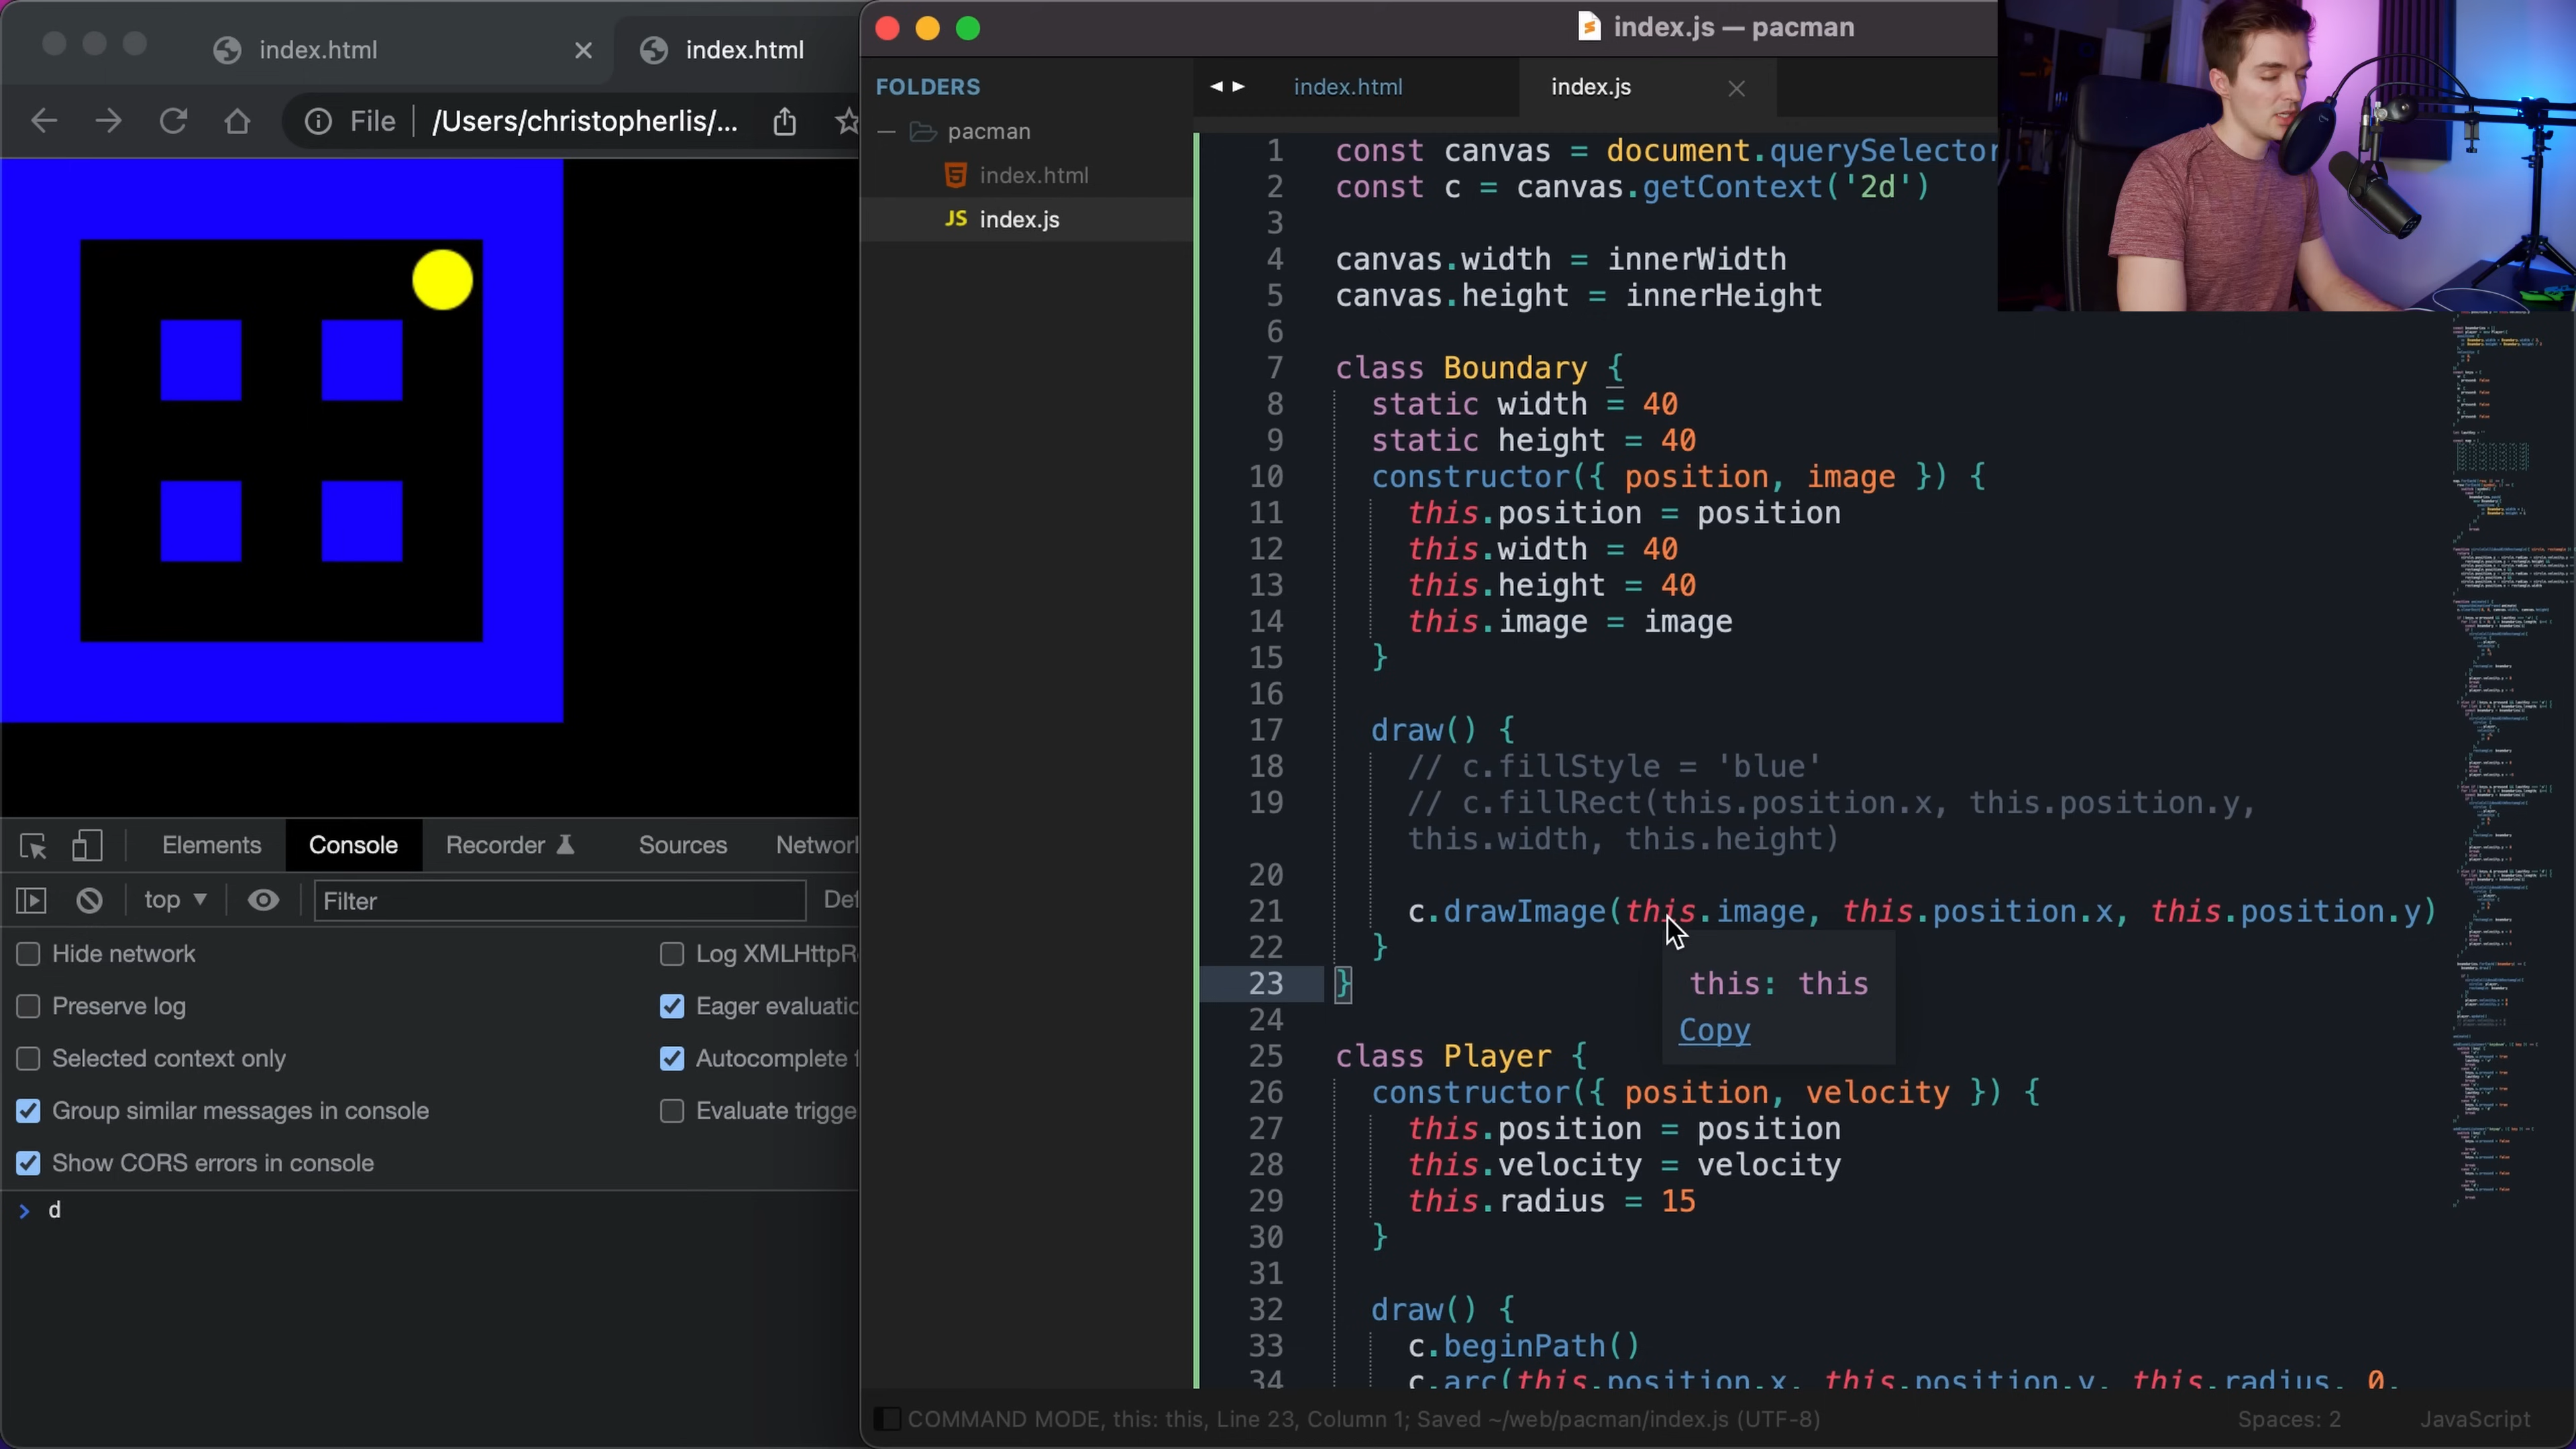 index.html
index.html
File
/Users/christopherlis/...
Elements
Console
Recorder
Sources
top
Filter
Hide network
Preserve log
Selected context only
Group similar messages in console
Show CORS errors in console
Eager
Autocomplete
Evaluate
d
index.js — pacman
FOLDERS
pacman
index.html
JS index.js
index.html
index.js
1 const canvas = document.querySelector
2 const c = canvas.getContext('2d')
3
4 canvas.width = innerWidth
5 canvas.height = innerHeight
6
7 class Boundary {
8 static width = 40
9 static height = 40
10 constructor({ position, image }) {
11 this.position = position
12 this.width = 40
13 this.height = 40
14 this.image = image
15 }
16
17 draw() {
18 // c.fillStyle = 'blue'
19 // c.fillRect(this.position.x, this.position.y,
this.width, this.height)
20
21 c.drawImage(this.image, this.position.x, this.position.y)
22 }
23 }
this: this
Copy
24
25 class Player {
26 constructor({ position, velocity }) {
27 this.position = position
28 this.velocity = velocity
29 this.radius = 15
30 }
31
32 draw() {
33 c.beginPath()
34 c.arc(this.position.x, this.position.y, this.radius, 0,
COMMAND MODE, this: this, Line 23, Column 1; Saved ~/web/pacman/index.js (UTF-8)
Spaces: 2
JavaScript